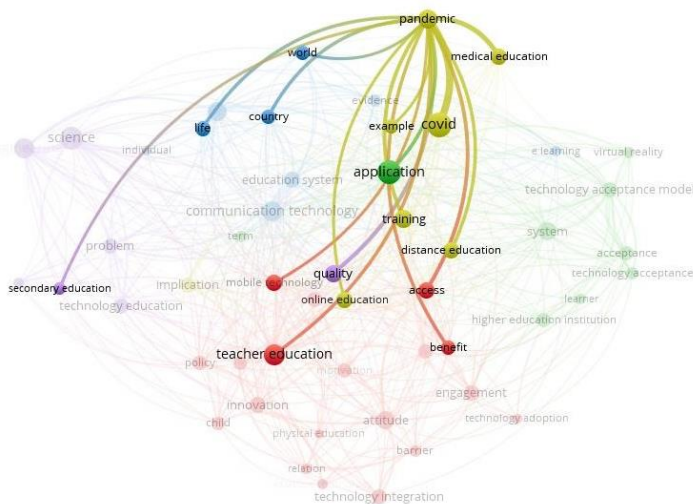 pandemic
world
medical education
evidence
life
country
example
covid
science
individual
e learning
virtual reality
application
education system
technology acceptance model
communication technology
training
term
system
problem
distance education
acceptance
quality
technology acceptance
secondary education
implication
mobile technology
access
online education
learner
technology education
higher education institution
benefit
teacher education
policy
motivation
engagement
innovation
child
attitude
technology adoption
physical education
barrier
relation
technology integration